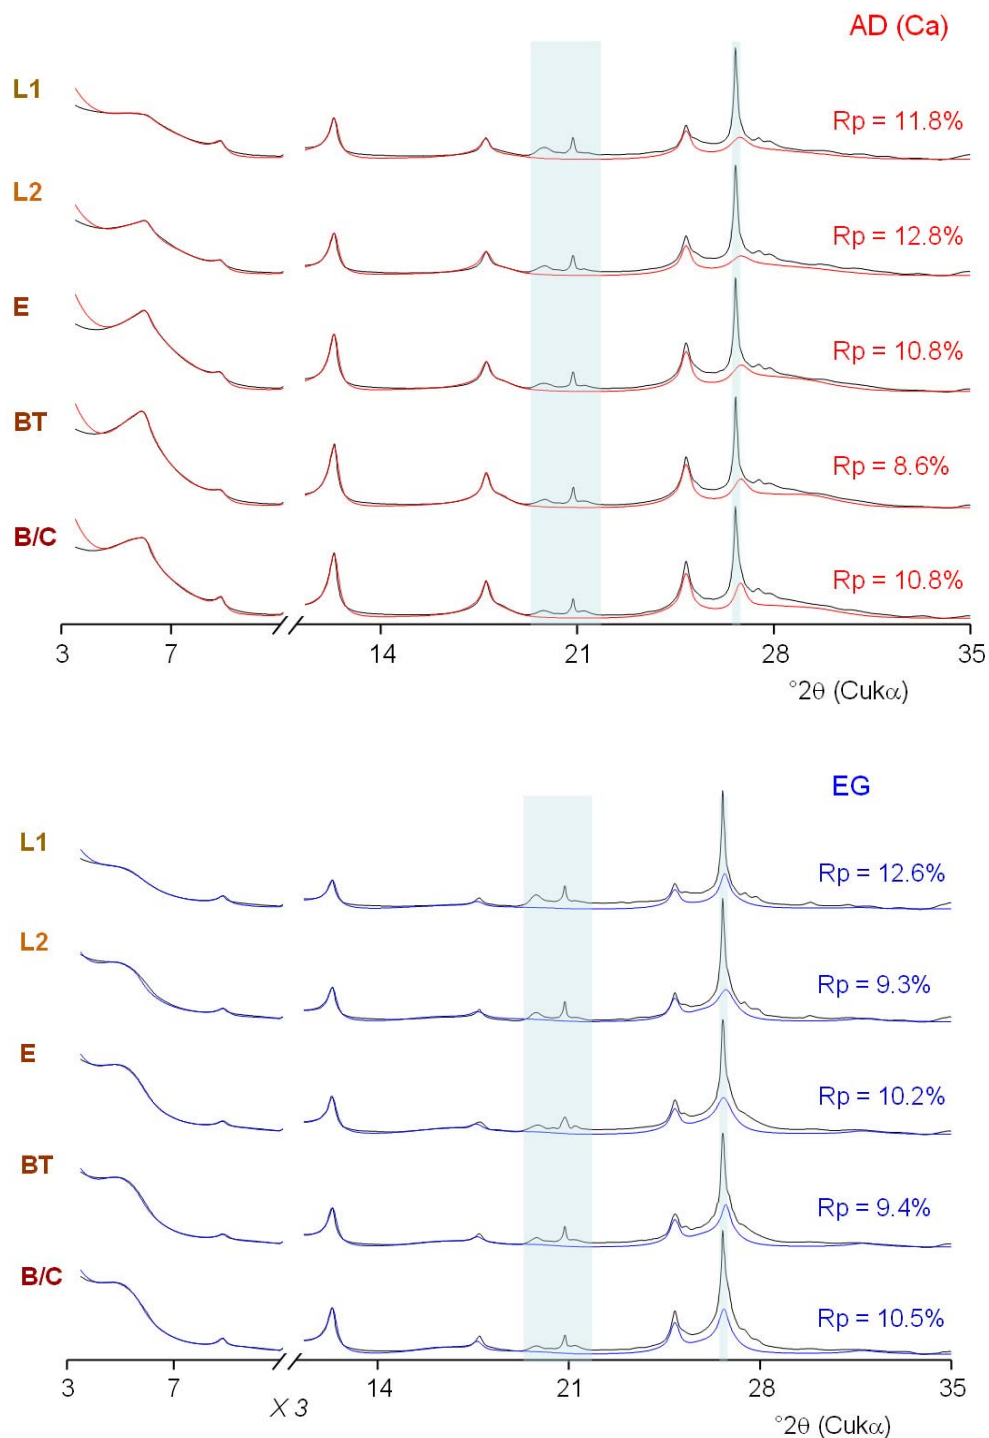 AD (Ca)
L1
Rp = 11.8%
L2
Rp = 12.8%
E
Rp = 10.8%
BT
Rp = 8.6%
B/C
Rp = 10.8%
3 7 14 21 28 35
°2θ (Cukα)
EG
L1
Rp = 12.6%
L2
Rp = 9.3%
E
Rp = 10.2%
BT
Rp = 9.4%
B/C
Rp = 10.5%
3 7 14 21 28 35
X 3
°2θ (Cukα)